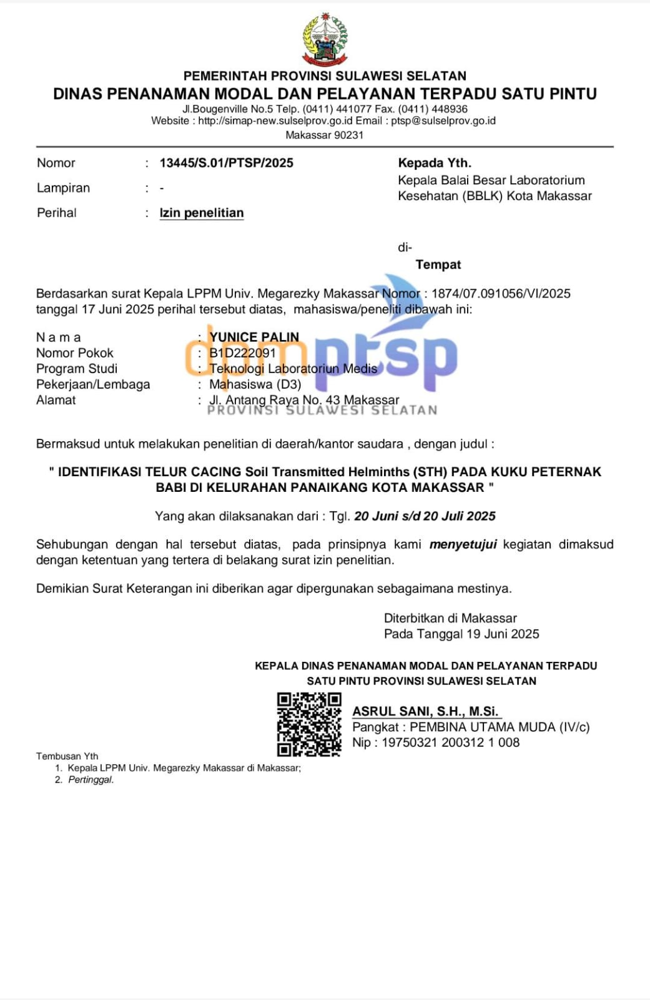 PEMERINTAH PROVINSI SULAWESI SELATAN
DINAS PENANAMAN MODAL DAN PELAYANAN TERPADU SATU PINTU
Jl.Bougenville No.5 Telp. (0411) 441077 Fax. (0411) 448936
Website : http://simap-new.sulselprov.go.id Email : ptsp@sulselprov.go.id
Makassar 90231
Nomor : 13445/S.01/PTSP/2025
Lampiran : -
Perihal : Izin penelitian
Kepada Yth.
Kepala Balai Besar Laboratorium
Kesehatan (BBLK) Kota Makassar
di-
Tempat
Berdasarkan surat Kepala LPPM Univ. Megarezky Makassar Nomor : 1874/07.091056/VI/2025
tanggal 17 Juni 2025 perihal tersebut diatas, mahasiswa/peneliti dibawah ini:
N a m a : YUNICE PALIN
Nomor Pokok : B1D222091
Program Studi : Teknologi Laboratoriun Medis
Pekerjaan/Lembaga : Mahasiswa (D3)
Alamat : Jl. Antang Raya No. 43 Makassar
dpmptsp
PROVINSI SULAWESI SELATAN
Bermaksud untuk melakukan penelitian di daerah/kantor saudara , dengan judul :
" IDENTIFIKASI TELUR CACING Soil Transmitted Helminths (STH) PADA KUKU PETERNAK
BABI DI KELURAHAN PANAIKANG KOTA MAKASSAR "
Yang akan dilaksanakan dari : Tgl. 20 Juni s/d 20 Juli 2025
Sehubungan dengan hal tersebut diatas, pada prinsipnya kami menyetujui kegiatan dimaksud
dengan ketentuan yang tertera di belakang surat izin penelitian.
Demikian Surat Keterangan ini diberikan agar dipergunakan sebagaimana mestinya.
Diterbitkan di Makassar
Pada Tanggal 19 Juni 2025
KEPALA DINAS PENANAMAN MODAL DAN PELAYANAN TERPADU
SATU PINTU PROVINSI SULAWESI SELATAN
ASRUL SANI, S.H., M.Si.
Pangkat : PEMBINA UTAMA MUDA (IV/c)
Nip : 19750321 200312 1 008
Tembusan Yth
1. Kepala LPPM Univ. Megarezky Makassar di Makassar;
2. Pertinggal.